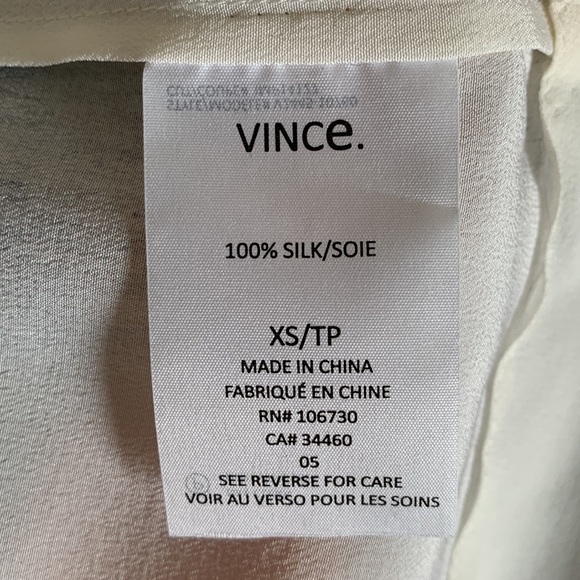 VINCe.
100% SILK/SOIE
XS/TP
MADE IN CHINA
FABRIQUÉ EN CHINE
RN# 106730
CA# 34460
05
SEE REVERSE FOR CARE
VOIR AU VERSO POUR LES SOINS